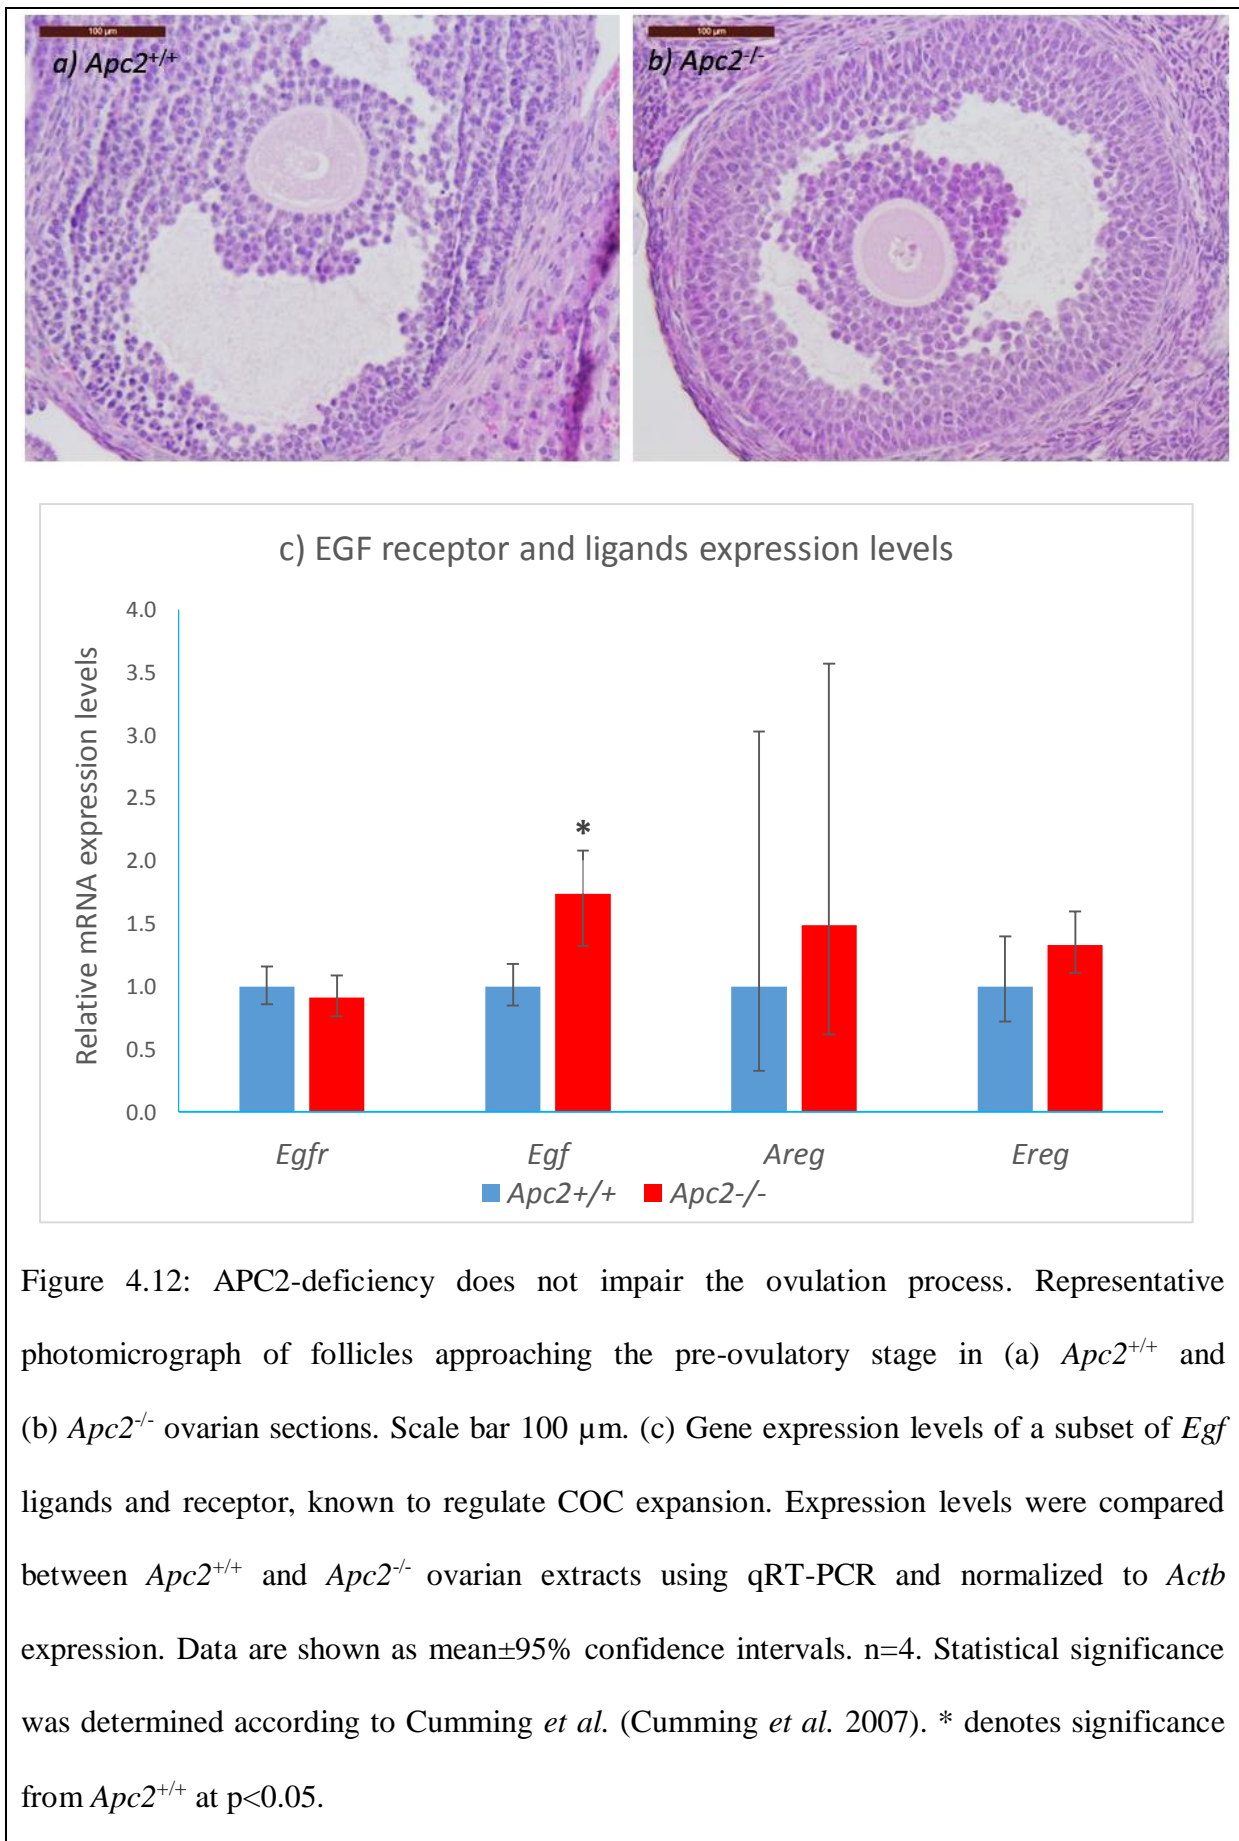 100 µm
a) Apc2+/+
100 µm
b) Apc2-/-
c) EGF receptor and ligands expression levels
Relative mRNA expression levels
4.0
3.5
3.0
2.5
2.0
1.5
1.0
0.5
0.0
*
Egfr Egf Areg Ereg
Apc2+/+ Apc2-/-
Figure 4.12: APC2-deficiency does not impair the ovulation process. Representative
photomicrograph of follicles approaching the pre-ovulatory stage in (a) Apc2+/+ and
(b) Apc2-/- ovarian sections. Scale bar 100 µm. (c) Gene expression levels of a subset of Egf
ligands and receptor, known to regulate COC expansion. Expression levels were compared
between Apc2+/+ and Apc2-/- ovarian extracts using qRT-PCR and normalized to Actb
expression. Data are shown as mean±95% confidence intervals. n=4. Statistical significance
was determined according to Cumming et al. (Cumming et al. 2007). * denotes significance
from Apc2+/+ at p<0.05.